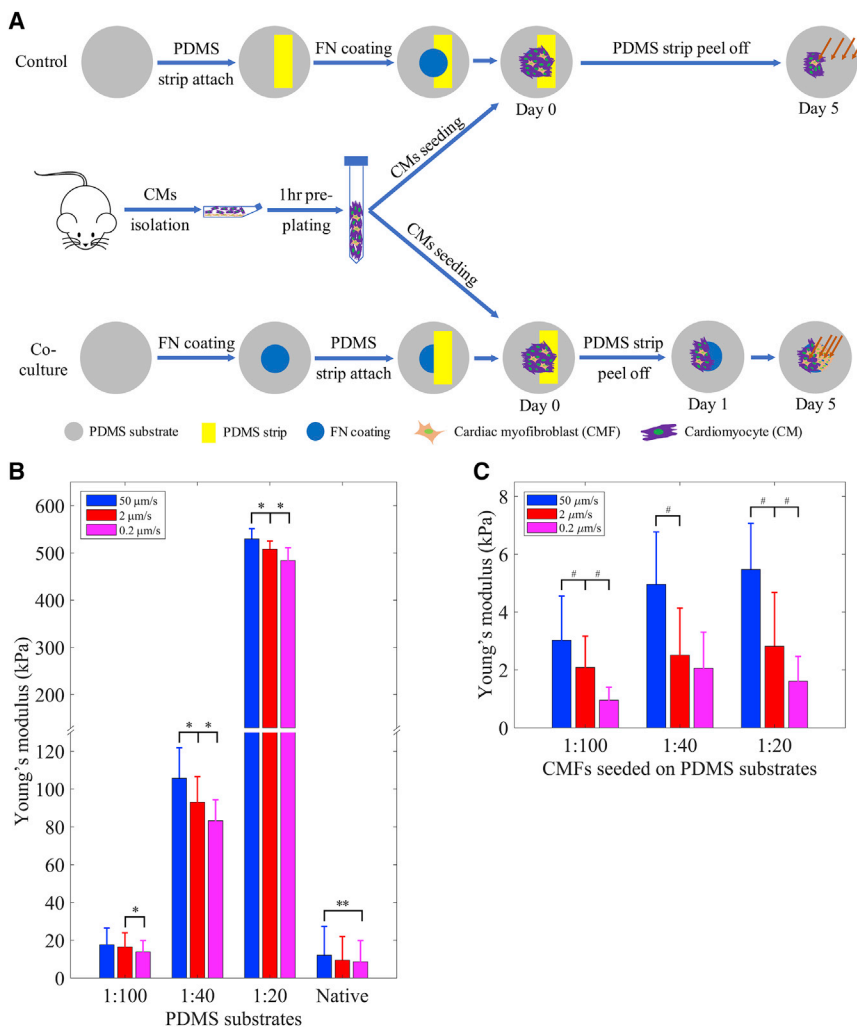 A
Control
PDMS
strip attach
FN coating
Day 0
PDMS strip peel off
Day 5
CMs
isolation
1hr pre-
plating
CMs seeding
CMs seeding
Co-
culture
FN coating
PDMS
strip attach
Day 0
PDMS strip
peel off
Day 1
Day 5
PDMS substrate
PDMS strip
FN coating
Cardiac myofibroblast (CMF)
Cardiomyocyte (CM)
B
50 μm/s
2 μm/s
0.2 μm/s
Young's modulus (kPa)
650
600
550
500
450
400
350
300
250
200
120
100
80
60
40
20
0
*
* *
* *
**
1:100 1:40 1:20 Native
PDMS substrates
C
50 μm/s
2 μm/s
0.2 μm/s
Young's modulus (kPa)
8
6
4
2
0
# #
#
# #
1:100 1:40 1:20
CMFs seeded on PDMS substrates